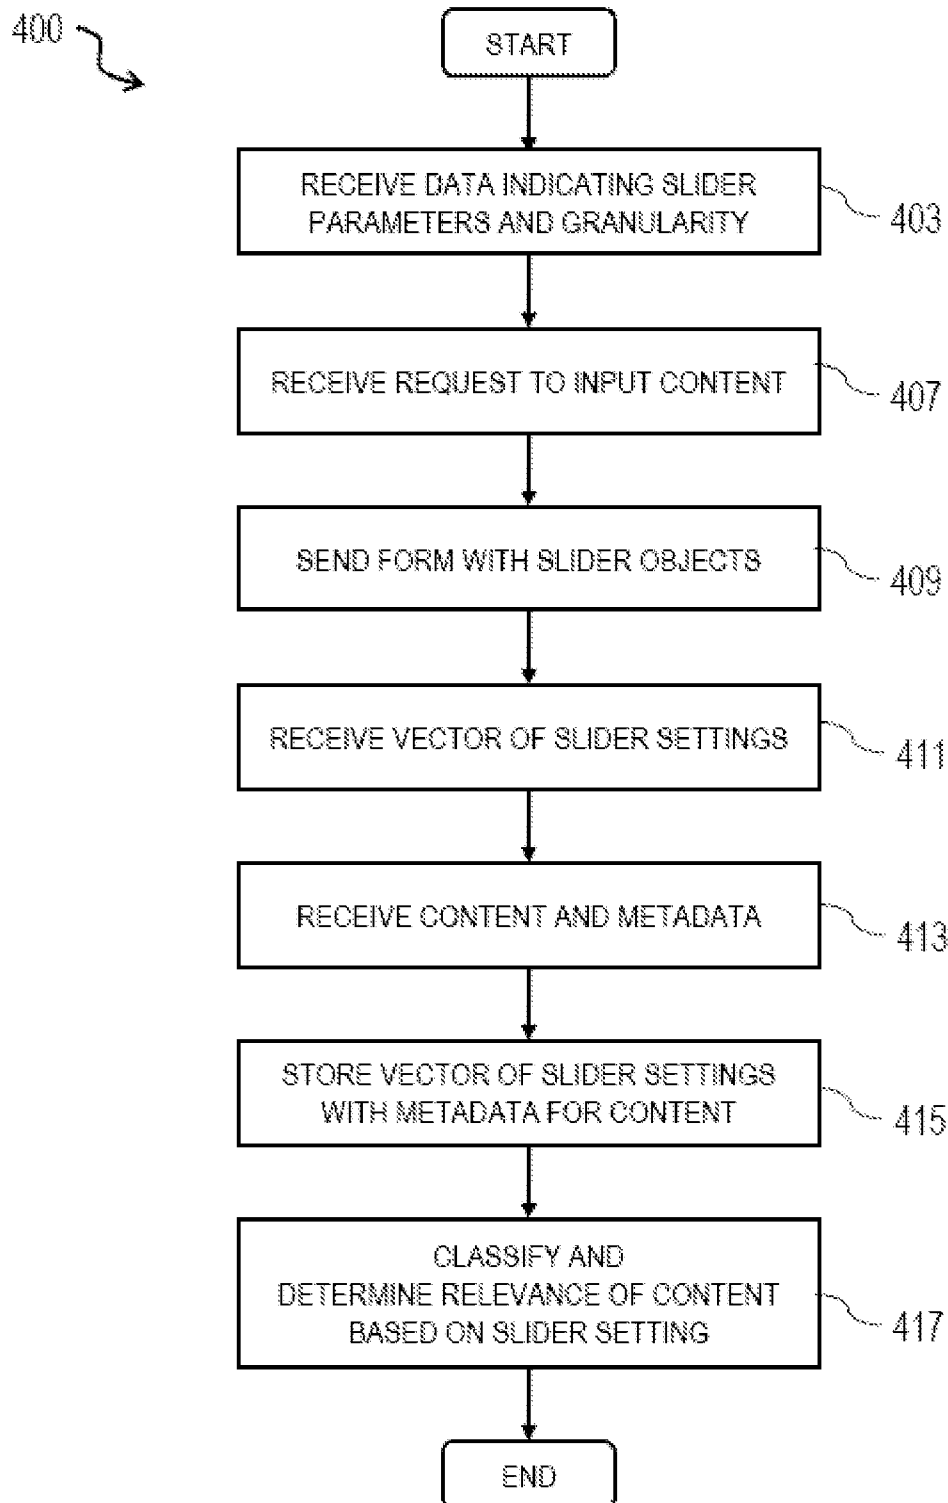 400
START
RECEIVE DATA INDICATING SLIDER
PARAMETERS AND GRANULARITY
403
RECEIVE REQUEST TO INPUT CONTENT
407
SEND FORM WITH SLIDER OBJECTS
409
RECEIVE VECTOR OF SLIDER SETTINGS
411
RECEIVE CONTENT AND METADATA
413
STORE VECTOR OF SLIDER SETTINGS
WITH METADATA FOR CONTENT
415
CLASSIFY AND
DETERMINE RELEVANCE OF CONTENT
BASED ON SLIDER SETTING
417
END